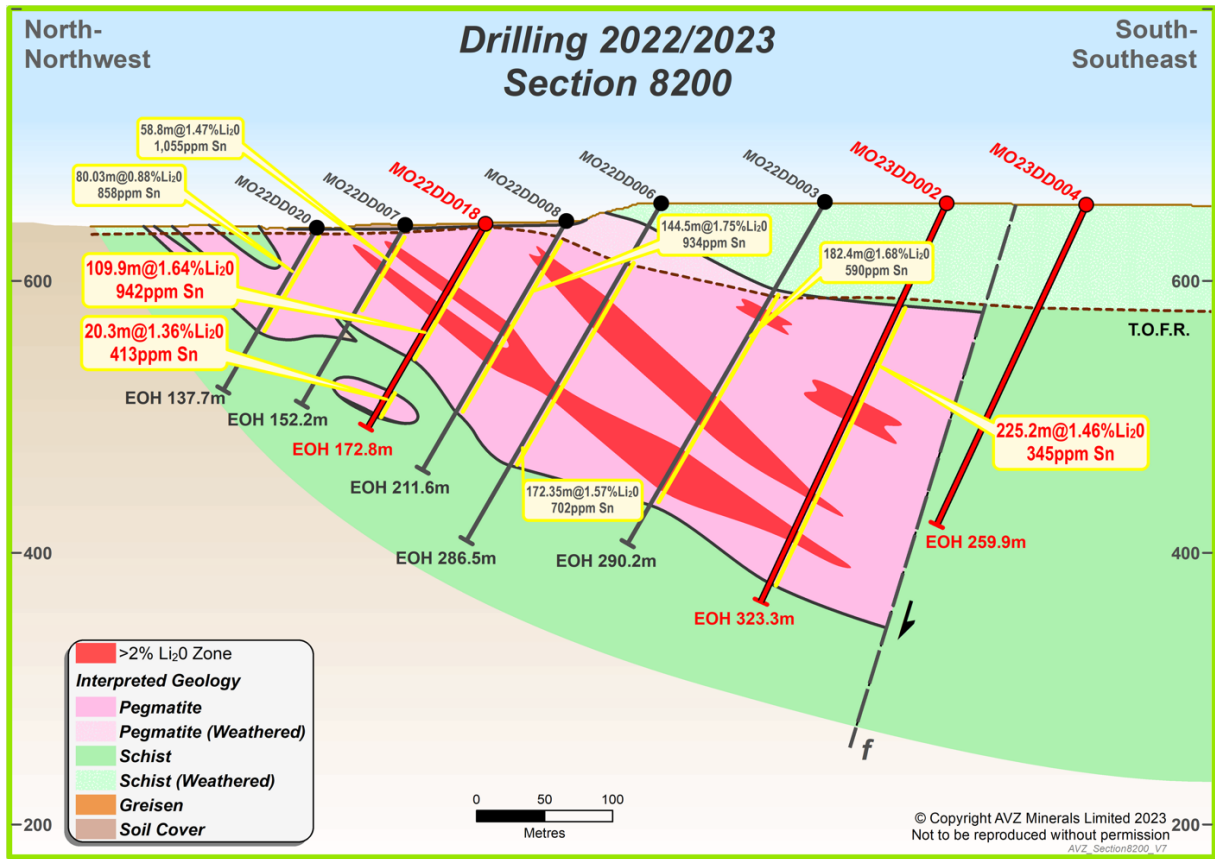 North-
Northwest
Drilling 2022/2023
Section 8200
South-
Southeast
58.8m@1.47%Li₂0
1,055ppm Sn
80.03m@0.88%Li₂0
858ppm Sn
MO22DD020
MO22DD007
MO22DD018
MO22DD008
MO22DD006
MO22DD003
MO23DD002
MO23DD004
144.5m@1.75%Li₂0
934ppm Sn
182.4m@1.68%Li₂0
590ppm Sn
109.9m@1.64%Li₂0
942ppm Sn
600
600
20.3m@1.36%Li₂0
413ppm Sn
T.O.F.R.
EOH 137.7m
EOH 152.2m
EOH 172.8m
225.2m@1.46%Li₂0
345ppm Sn
EOH 211.6m
172.35m@1.57%Li₂0
702ppm Sn
EOH 259.9m
400
400
EOH 286.5m
EOH 290.2m
EOH 323.3m
>2% Li₂0 Zone
Interpreted Geology
Pegmatite
Pegmatite (Weathered)
Schist
Schist (Weathered)
Greisen
Soil Cover
f
0 50 100
Metres
200
200
© Copyright AVZ Minerals Limited 2023
Not to be reproduced without permission
AVZ_Section8200_V7